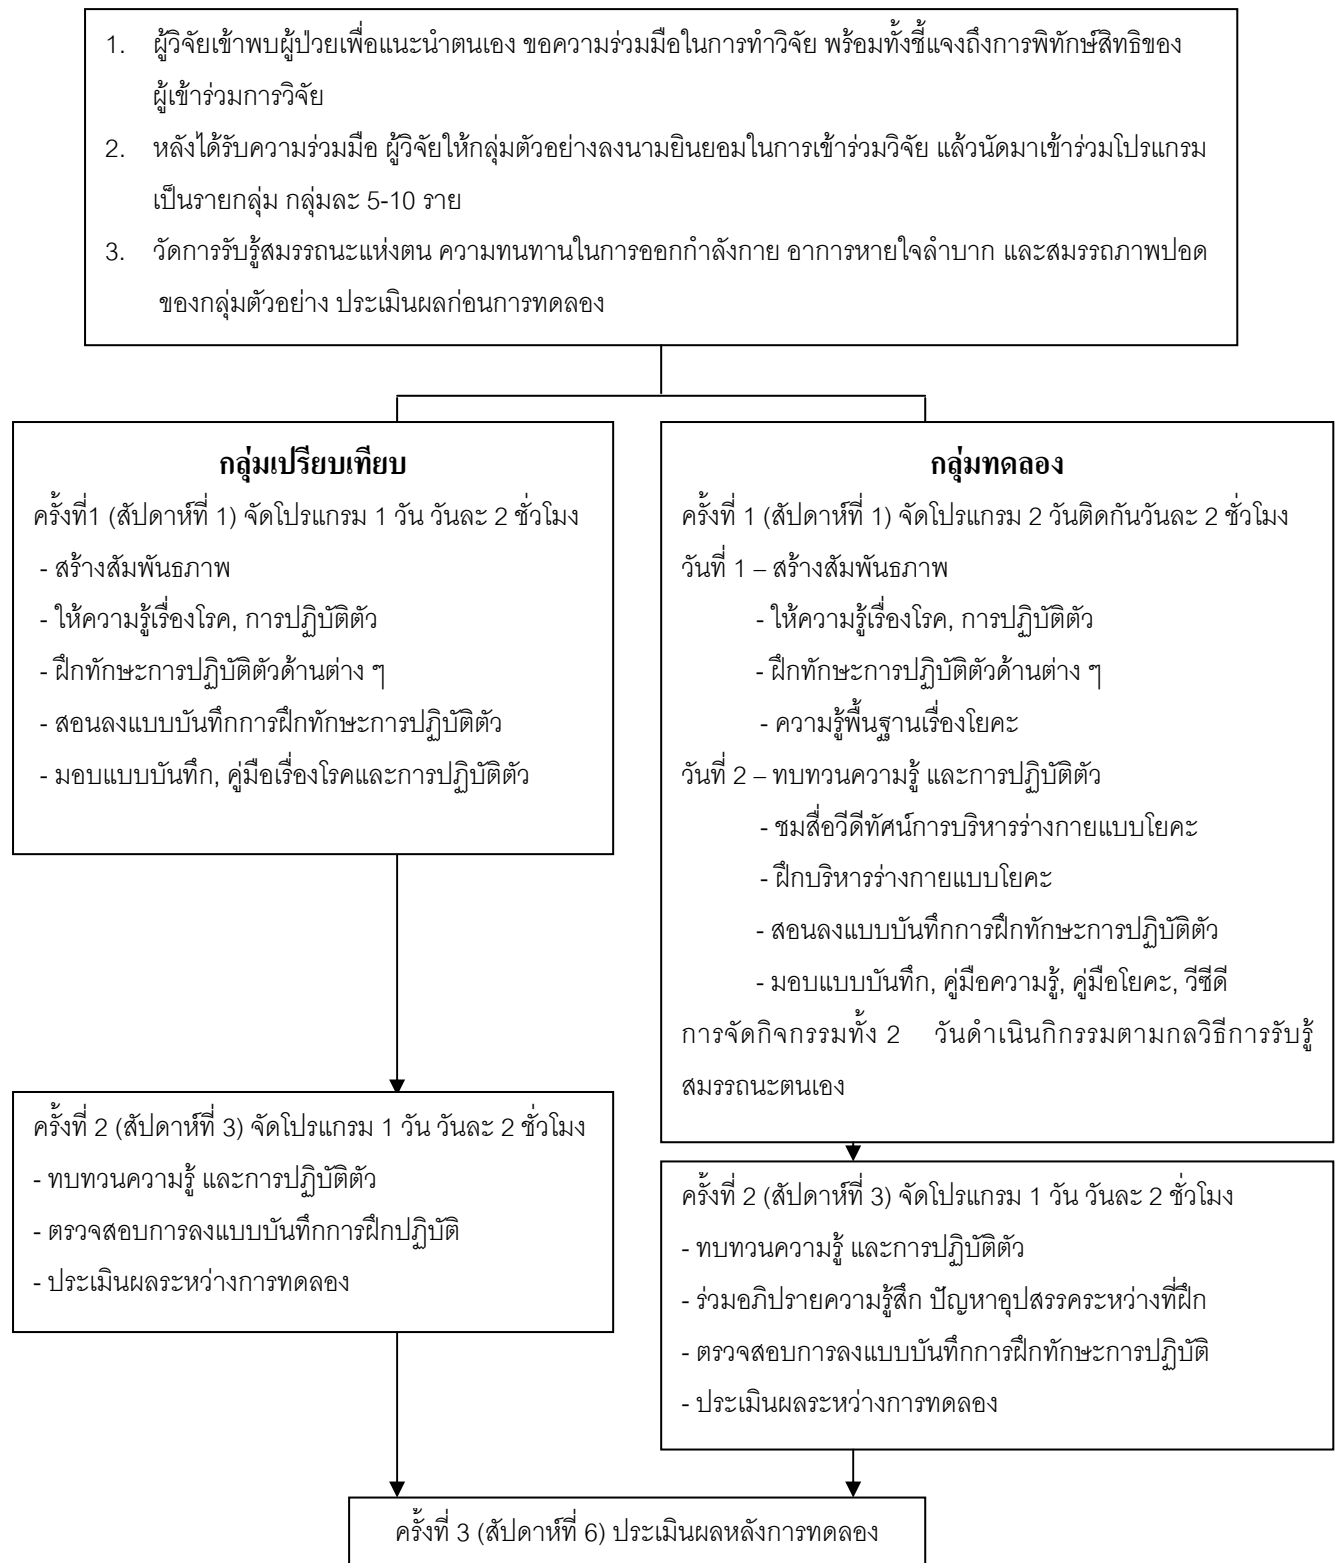 1. ผู้วิจัยเข้าพบผู้ป่วยเพื่อแนะนำตนเอง ขอความร่วมมือในการทำวิจัย พร้อมทั้งชี้แจงถึงการพิทักษ์สิทธิของ
ผู้เข้าร่วมการวิจัย
2. หลังได้รับความร่วมมือ ผู้วิจัยให้กลุ่มตัวอย่างลงนามยินยอมในการเข้าร่วมวิจัย แล้วนัดมาเข้าร่วมโปรแกรม
เป็นรายกลุ่ม กลุ่มละ 5-10 ราย
3. วัดการรับรู้สมรรถนะแห่งตน ความทนทานในการออกกำลังกาย อาการหายใจลำบาก และสมรรถภาพปอด
ของกลุ่มตัวอย่าง ประเมินผลก่อนการทดลอง
กลุ่มเปรียบเทียบ
ครั้งที่1 (สัปดาห์ที่ 1) จัดโปรแกรม 1 วัน วันละ 2 ชั่วโมง
- สร้างสัมพันธภาพ
- ให้ความรู้เรื่องโรค, การปฏิบัติตัว
- ฝึกทักษะการปฏิบัติตัวด้านต่าง ๆ
- สอนลงแบบบันทึกการฝึกทักษะการปฏิบัติตัว
- มอบแบบบันทึก, คู่มือเรื่องโรคและการปฏิบัติตัว
กลุ่มทดลอง
ครั้งที่ 1 (สัปดาห์ที่ 1) จัดโปรแกรม 2 วันติดกันวันละ 2 ชั่วโมง
วันที่ 1 – สร้างสัมพันธภาพ
- ให้ความรู้เรื่องโรค, การปฏิบัติตัว
- ฝึกทักษะการปฏิบัติตัวด้านต่าง ๆ
- ความรู้พื้นฐานเรื่องโยคะ
วันที่ 2 – ทบทวนความรู้ และการปฏิบัติตัว
- ชมสื่อวีดีทัศน์การบริหารร่างกายแบบโยคะ
- ฝึกบริหารร่างกายแบบโยคะ
- สอนลงแบบบันทึกการฝึกทักษะการปฏิบัติตัว
- มอบแบบบันทึก, คู่มือความรู้, คู่มือโยคะ, วีซีดี
การจัดกิจกรรมทั้ง 2 วันดำเนินกิกรรมตามกลวิธีการรับรู้
สมรรถนะตนเอง
ครั้งที่ 2 (สัปดาห์ที่ 3) จัดโปรแกรม 1 วัน วันละ 2 ชั่วโมง
- ทบทวนความรู้ และการปฏิบัติตัว
- ตรวจสอบการลงแบบบันทึกการฝึกปฏิบัติ
- ประเมินผลระหว่างการทดลอง
ครั้งที่ 2 (สัปดาห์ที่ 3) จัดโปรแกรม 1 วัน วันละ 2 ชั่วโมง
- ทบทวนความรู้ และการปฏิบัติตัว
- ร่วมอภิปรายความรู้สึก ปัญหาอุปสรรคระหว่างที่ฝึก
- ตรวจสอบการลงแบบบันทึกการฝึกทักษะการปฏิบัติ
- ประเมินผลระหว่างการทดลอง
ครั้งที่ 3 (สัปดาห์ที่ 6) ประเมินผลหลังการทดลอง